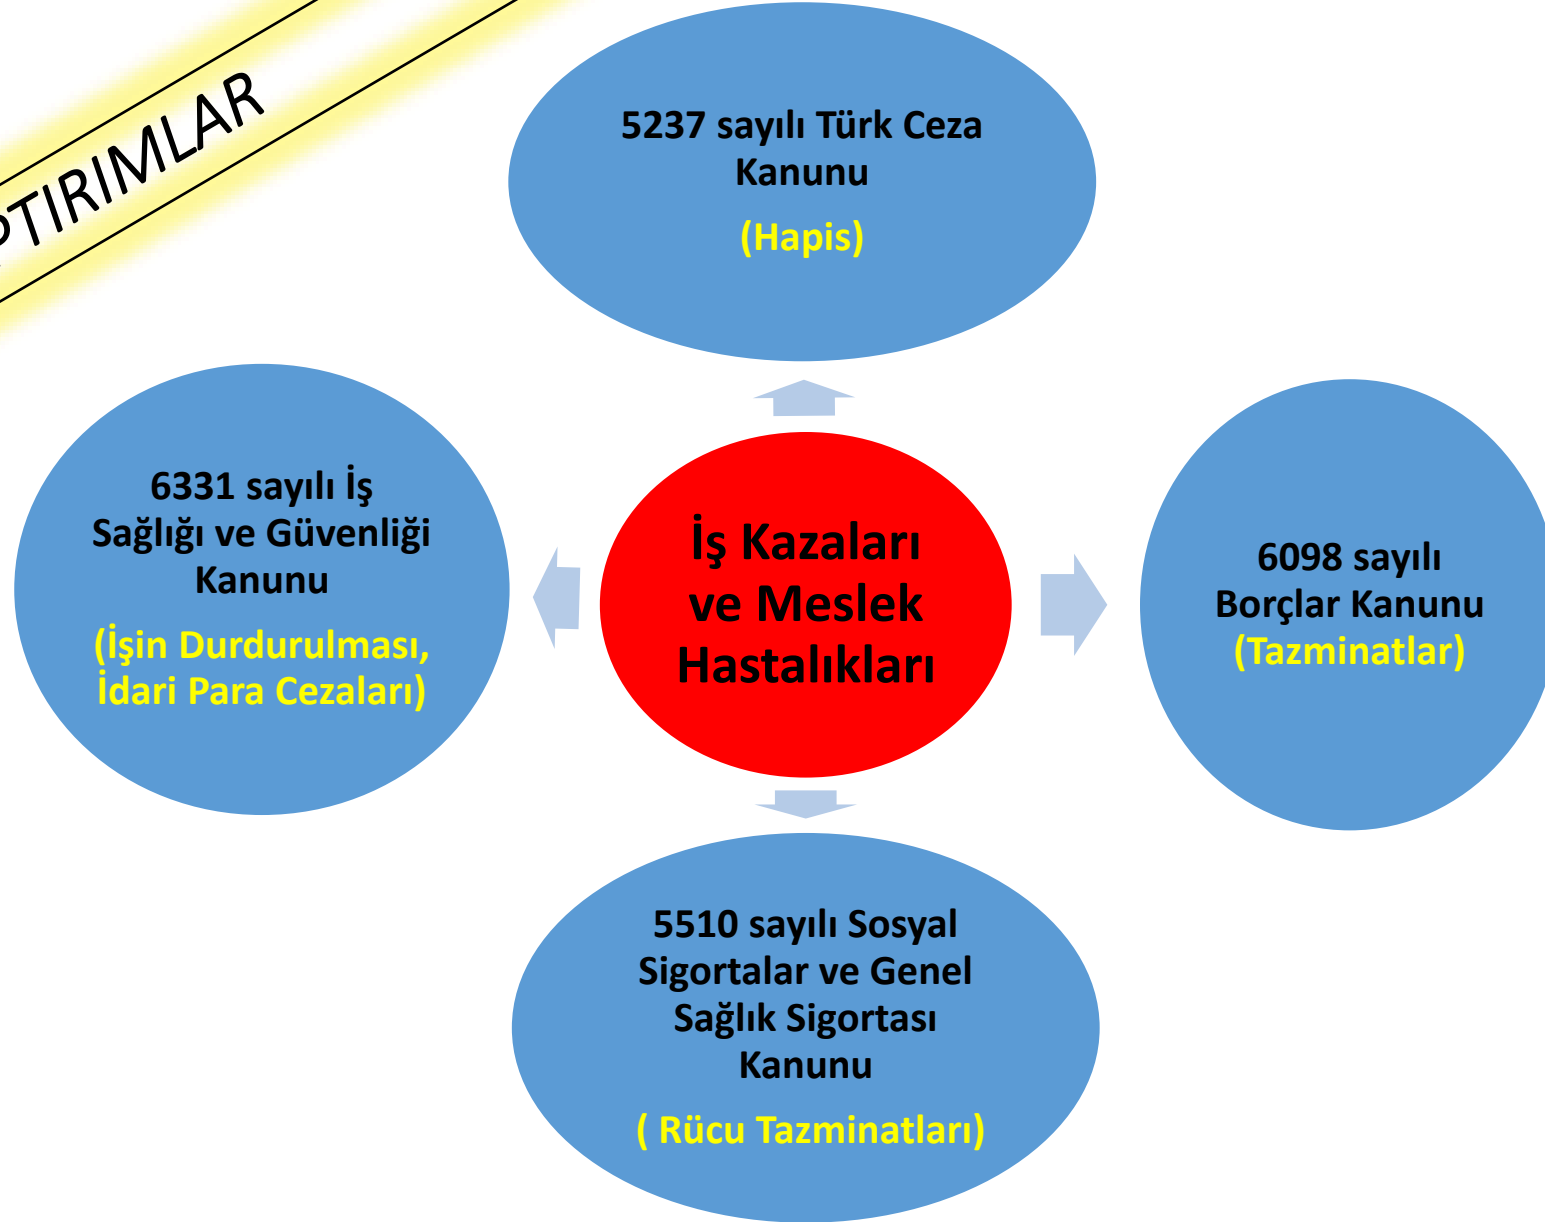 PTIRIMLAR
5237 sayılı Türk Ceza
Kanunu
(Hapis)
6331 sayılı İş
Sağlığı ve Güvenliği
Kanunu
(İşin Durdurulması,
İdari Para Cezaları)
İş Kazaları
ve Meslek
Hastalıkları
6098 sayılı
Borçlar Kanunu
(Tazminatlar)
5510 sayılı Sosyal
Sigortalar ve Genel
Sağlık Sigortası
Kanunu
( Rücu Tazminatları)